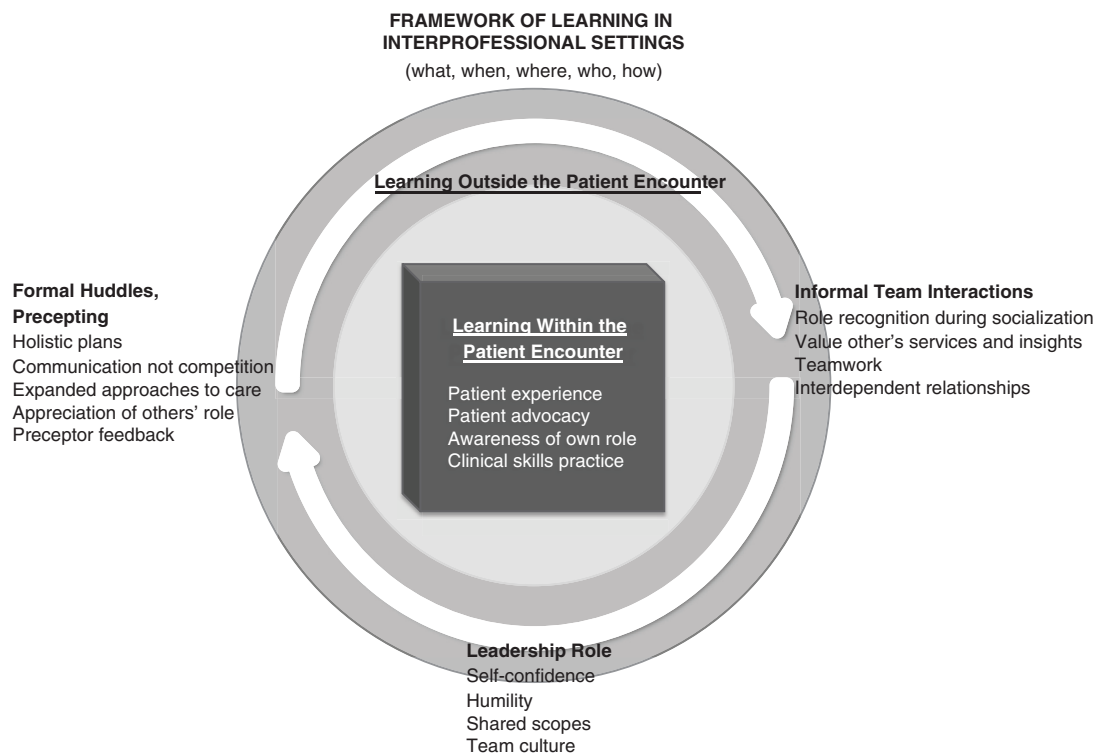 FRAMEWORK OF LEARNING IN
INTERPROFESSIONAL SETTINGS
(what, when, where, who, how)
Learning Outside the Patient Encounter
Formal Huddles,
Precepting
Holistic plans
Communication not competition
Expanded approaches to care
Appreciation of others’ role
Preceptor feedback
Learning Within the
Patient Encounter
Patient experience
Patient advocacy
Awareness of own role
Clinical skills practice
Informal Team Interactions
Role recognition during socialization
Value other’s services and insights
Teamwork
Interdependent relationships
Leadership Role
Self-confidence
Humility
Shared scopes
Team culture